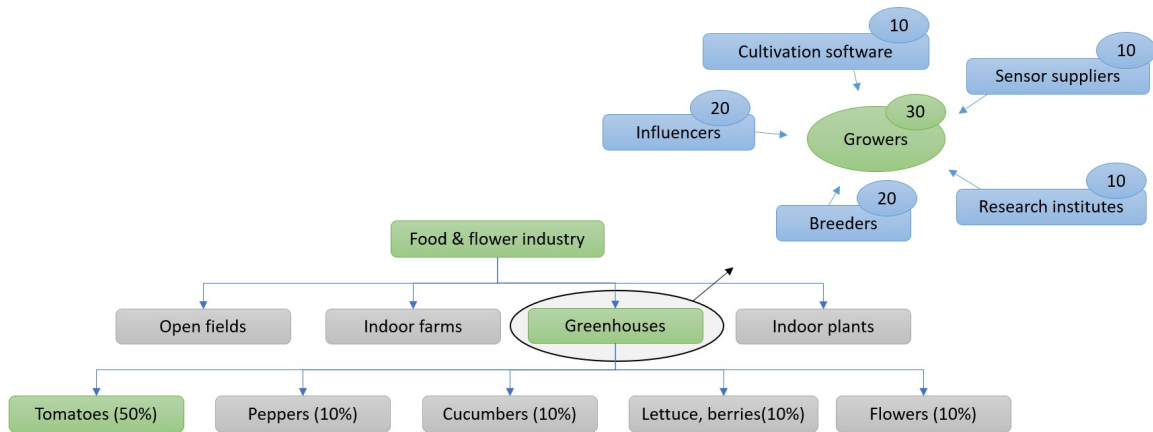 10
Cultivation software
10
Sensor suppliers
20
Influencers
30
Growers
10
Research institutes
20
Breeders
Food & flower industry
Open fields
Indoor farms
Greenhouses
Indoor plants
Tomatoes (50%)
Peppers (10%)
Cucumbers (10%)
Lettuce, berries(10%)
Flowers (10%)